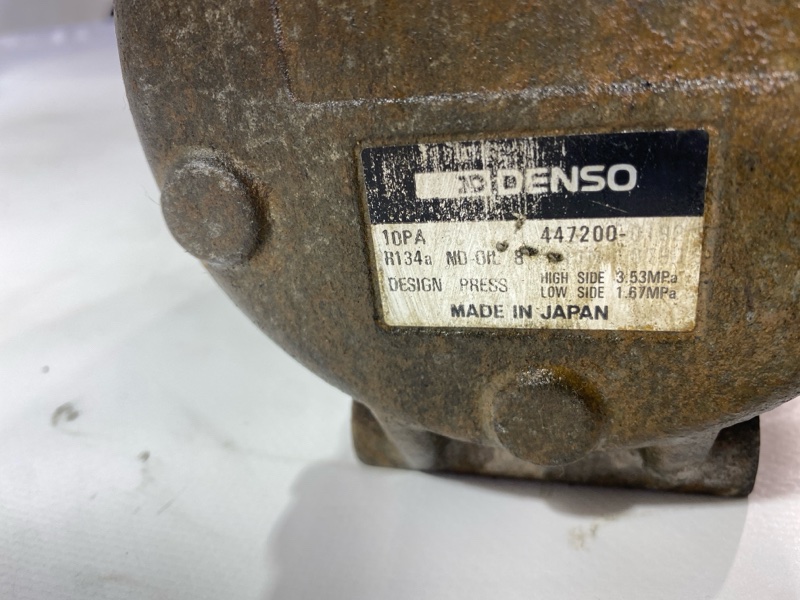 DENSO
10PA 447200-
R134a ND-OIL 8
DESIGN PRESS HIGH SIDE 3.53MPa
LOW SIDE 1.67MPa
MADE IN JAPAN